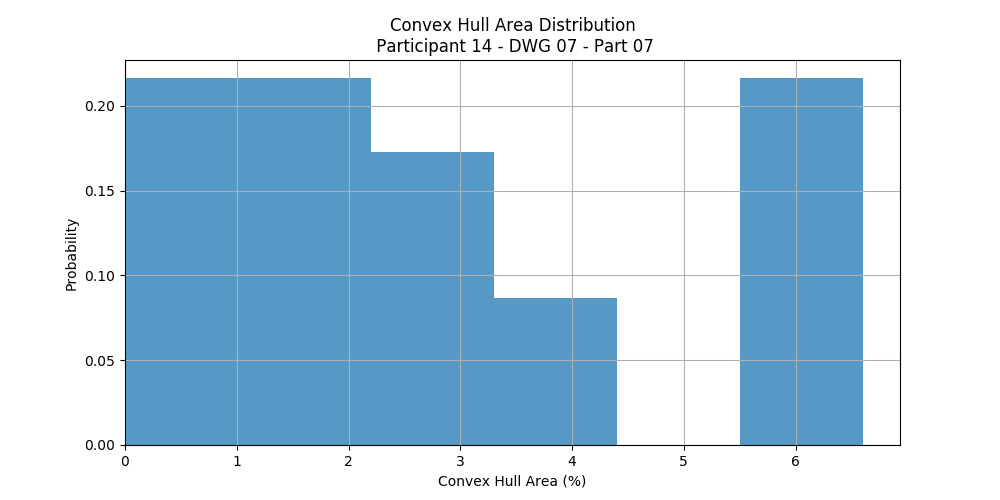 Convex Hull Area Distribution
Participant 14 - DWG 07 - Part 07
0.20
0.15
0.10
0.05
0.00
Probability
0 1 2 3 4 5 6
Convex Hull Area (%)